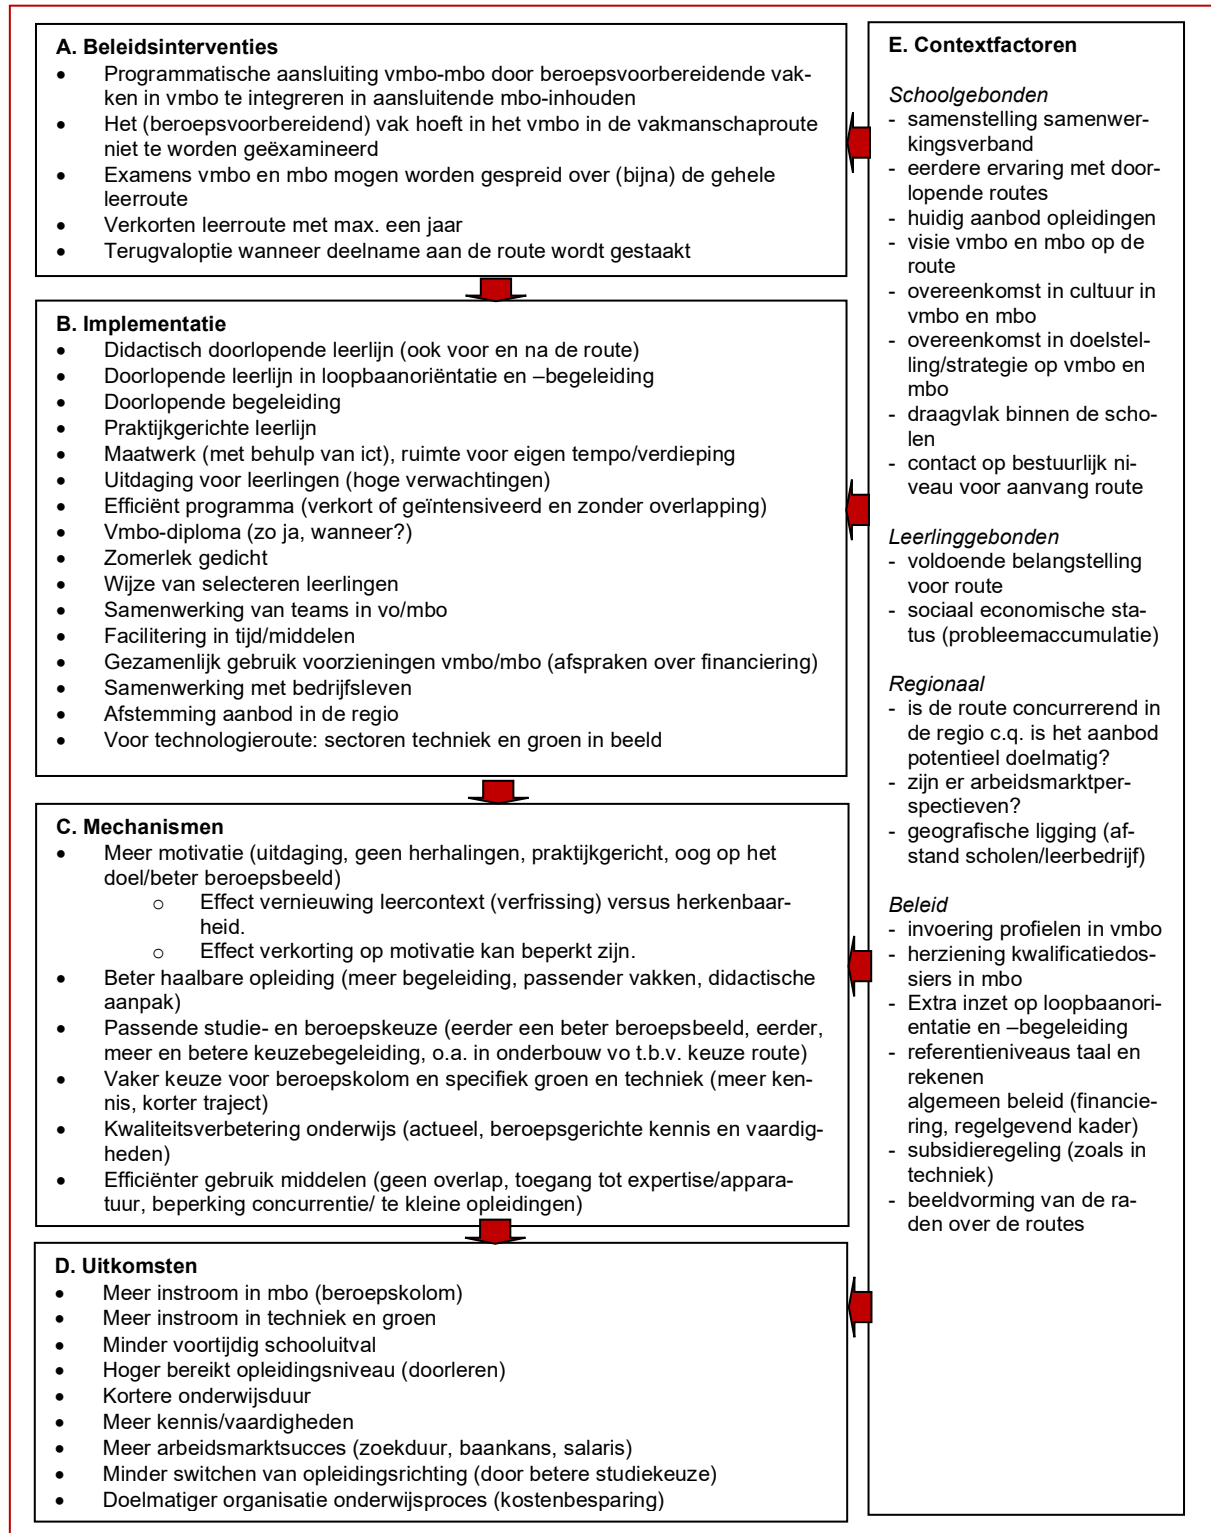 A. Beleidsinterventies
• Programmatische aansluiting vmbo-mbo door beroepsvoorbereidende vak-
ken in vmbo te integreren in aansluitende mbo-inhouden
• Het (beroepsvoorbereidend) vak hoeft in het vmbo in de vakmanschaproute
niet te worden geëxamineerd
• Examens vmbo en mbo mogen worden gespreid over (bijna) de gehele
leerroute
• Verkorten leerroute met max. een jaar
• Terugvaloptie wanneer deelname aan de route wordt gestaakt
B. Implementatie
• Didactisch doorlopende leerlijn (ook voor en na de route)
• Doorlopende leerlijn in loopbaanoriëntatie en –begeleiding
• Doorlopende begeleiding
• Praktijkgerichte leerlijn
• Maatwerk (met behulp van ict), ruimte voor eigen tempo/verdieping
• Uitdaging voor leerlingen (hoge verwachtingen)
• Efficiënt programma (verkort of geïntensiveerd en zonder overlapping)
• Vmbo-diploma (zo ja, wanneer?)
• Zomerlek gedicht
• Wijze van selecteren leerlingen
• Samenwerking van teams in vo/mbo
• Facilitering in tijd/middelen
• Gezamenlijk gebruik voorzieningen vmbo/mbo (afspraken over financiering)
• Samenwerking met bedrijfsleven
• Afstemming aanbod in de regio
• Voor technologieroute: sectoren techniek en groen in beeld
C. Mechanismen
• Meer motivatie (uitdaging, geen herhalingen, praktijkgericht, oog op het
doel/beter beroepsbeeld)
o Effect vernieuwing leercontext (verfrissing) versus herkenbaar-
heid.
o Effect verkorting op motivatie kan beperkt zijn.
• Beter haalbare opleiding (meer begeleiding, passender vakken, didactische
aanpak)
• Passende studie- en beroepskeuze (eerder een beter beroepsbeeld, eerder,
meer en betere keuzebegeleiding, o.a. in onderbouw vo t.b.v. keuze route)
• Vaker keuze voor beroepskolom en specifiek groen en techniek (meer ken-
nis, korter traject)
• Kwaliteitsverbetering onderwijs (actueel, beroepsgerichte kennis en vaardig-
heden)
• Efficiënter gebruik middelen (geen overlap, toegang tot expertise/appara-
tuur, beperking concurrentie/ te kleine opleidingen)
D. Uitkomsten
• Meer instroom in mbo (beroepskolom)
• Meer instroom in techniek en groen
• Minder voortijdig schooluitval
• Hoger bereikt opleidingsniveau (doorleren)
• Kortere onderwijsduur
• Meer kennis/vaardigheden
• Meer arbeidsmarktsucces (zoekduur, baankans, salaris)
• Minder switchen van opleidingsrichting (door betere studiekeuze)
• Doelmatiger organisatie onderwijsproces (kostenbesparing)
E. Contextfactoren
Schoolgebonden
- samenstelling samenwer-
kingsverband
- eerdere ervaring met door-
lopende routes
- huidig aanbod opleidingen
- visie vmbo en mbo op de
route
- overeenkomst in cultuur in
vmbo en mbo
- overeenkomst in doelstel-
ling/strategie op vmbo en
mbo
- draagvlak binnen de scho-
len
- contact op bestuurlijk ni-
veau voor aanvang route
Leerlinggebonden
- voldoende belangstelling
voor route
- sociaal economische sta-
tus (probleemaccumulatie)
Regionaal
- is de route concurrerend in
de regio c.q. is het aanbod
potentieel doelmatig?
- zijn er arbeidsmarktper-
spectieven?
- geografische ligging (af-
stand scholen/leerbedrijf)
Beleid
- invoering profielen in vmbo
- herziening kwalificatiedos-
siers in mbo
- Extra inzet op loopbaanori-
entatie en –begeleiding
- referentieniveaus taal en
rekenen
algemeen beleid (financie-
ring, regelgevend kader)
- subsidieregeling (zoals in
techniek)
- beeldvorming van de ra-
den over de routes